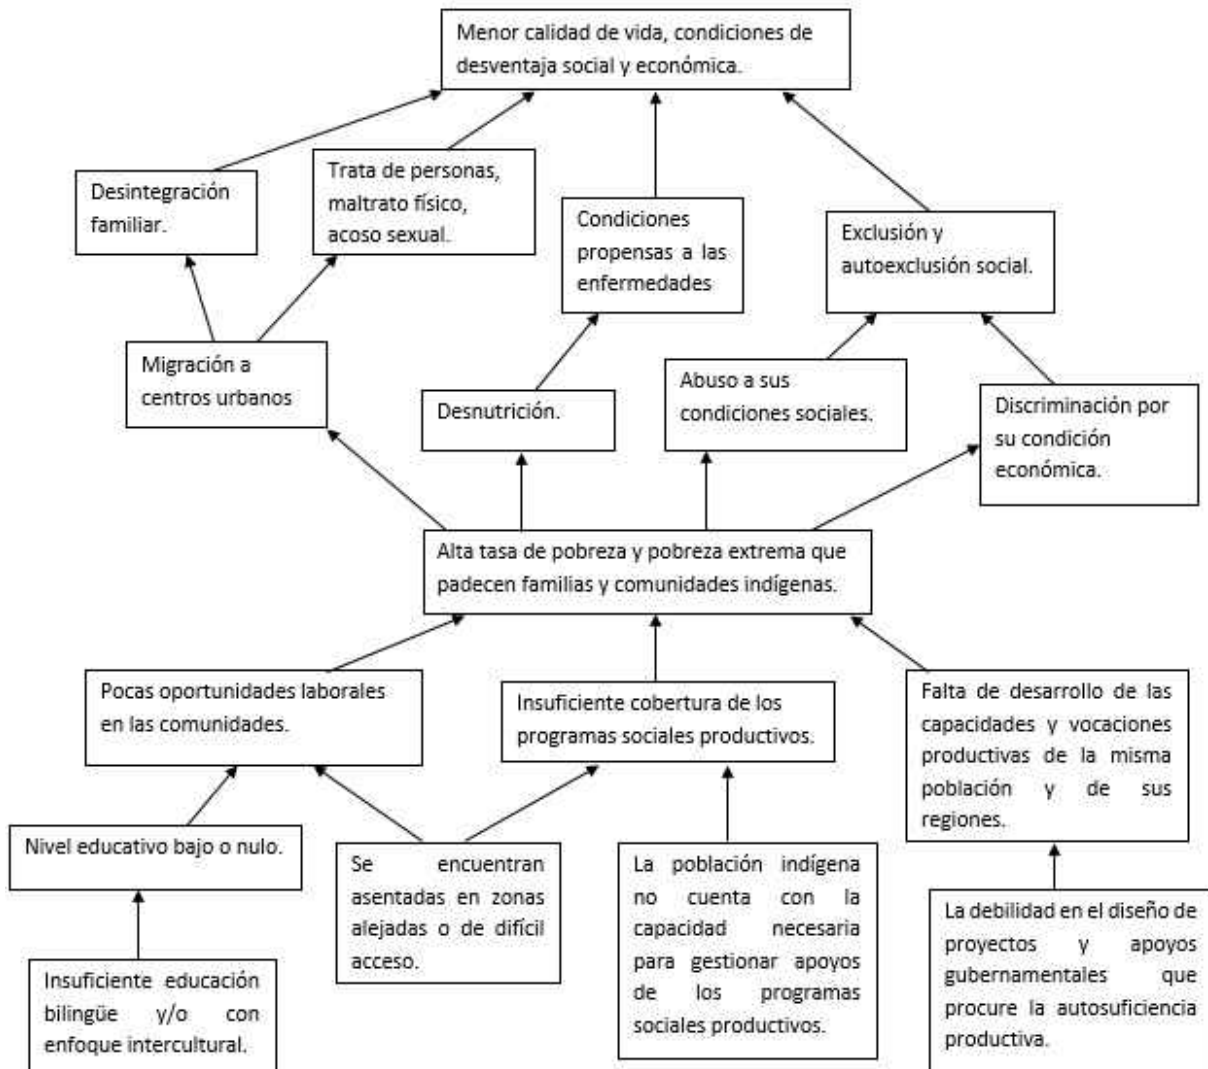 Menor calidad de vida, condiciones de
desventaja social y económica.
Desintegración
familiar.
Trata de personas,
maltrato físico,
acoso sexual.
Condiciones
propensas a las
enfermedades
Exclusión y
autoexclusión social.
Migración a
centros urbanos
Desnutrición.
Abuso a sus
condiciones sociales.
Discriminación por
su condición
económica.
Alta tasa de pobreza y pobreza extrema que
padecen familias y comunidades indígenas.
Pocas oportunidades laborales
en las comunidades.
Insuficiente cobertura de los
programas sociales productivos.
Falta de desarrollo de las
capacidades y vocaciones
productivas de la misma
población y de sus
regiones.
Nivel educativo bajo o nulo.
Se encuentran
asentadas en zonas
alejadas o de difícil
acceso.
La población indígena
no cuenta con la
capacidad necesaria
para gestionar apoyos
de los programas
sociales productivos.
La debilidad en el diseño de
proyectos y apoyos
gubernamentales que
procure la autosuficiencia
productiva.
Insuficiente educación
bilingüe y/o con
enfoque intercultural.